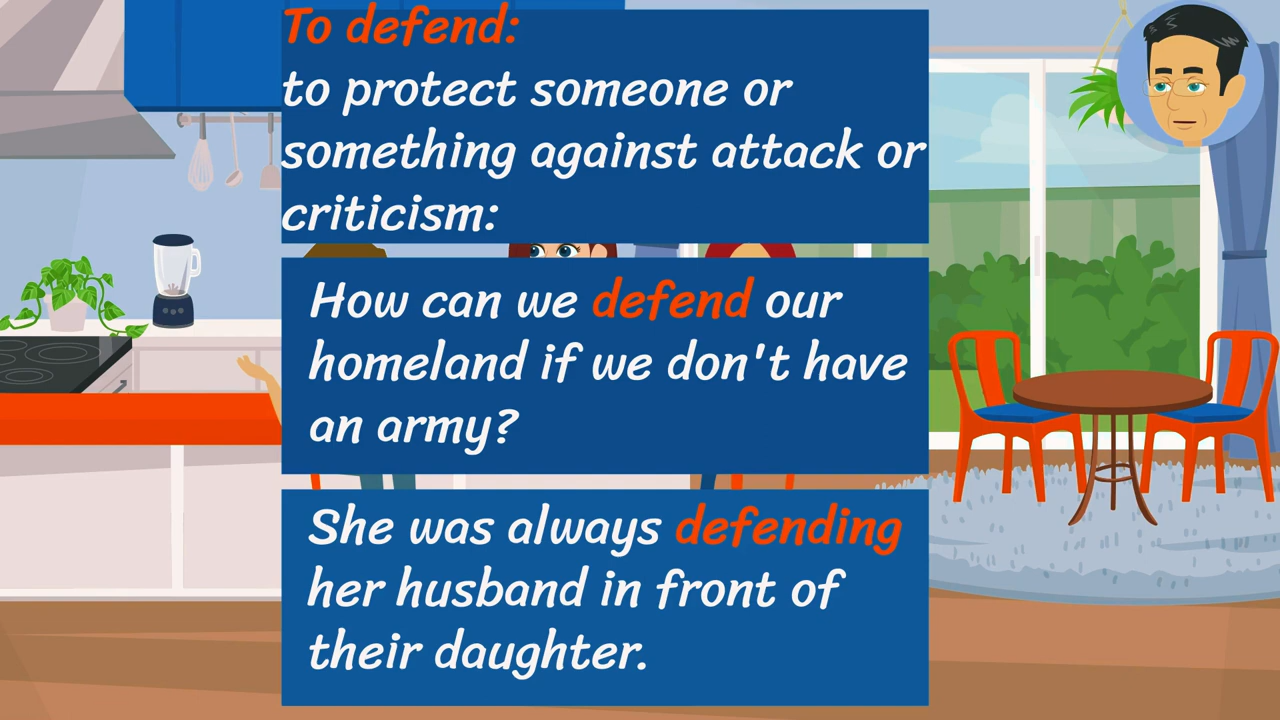 To defend:
to protect someone or
something against attack or
criticism:
How can we defend our
homeland if we don't have
an army?
She was always defending
her husband in front of
their daughter.